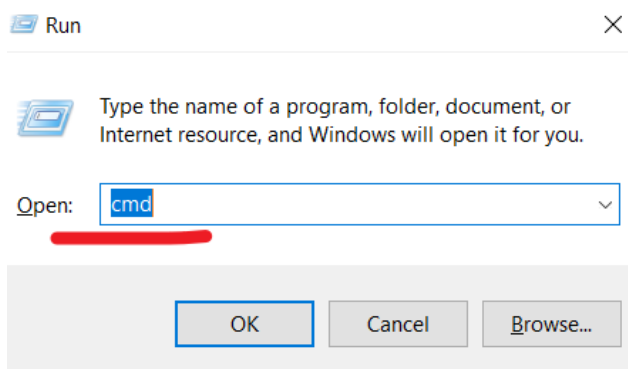 Run
Type the name of a program, folder, document, or
Internet resource, and Windows will open it for you.
Open: cmd
OK Cancel Browse...